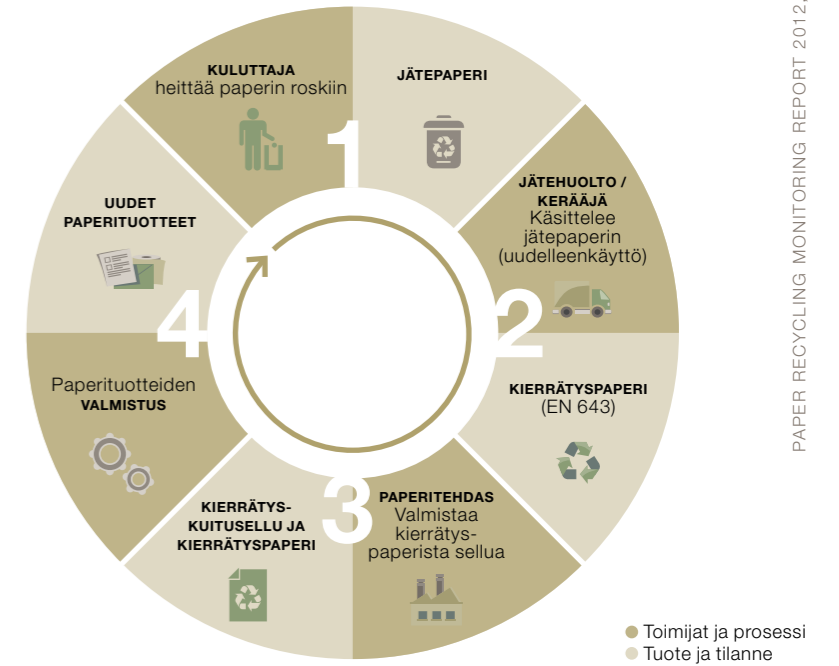 KULUTTAJA
heittää paperin roskiin
JÄTEPAPERI
1
JÄTEHUOLTO /
KERÄÄJÄ
Käsittelee
jätepaperin
(uudelleenkäyttö)
2
KIERRÄTYSPAPERI
(EN 643)
PAPERITEHDAS
Valmistaa
kierrätys-
paperista sellua
3
KIERRÄTYS-
KUITUSELLU JA
KIERRÄTYSPAPERI
Paperituotteiden
VALMISTUS
4
UUDET
PAPERITUOTTEET
Toimijat ja prosessi
Tuote ja tilanne
PAPER RECYCLING MONITORING REPORT 2012,